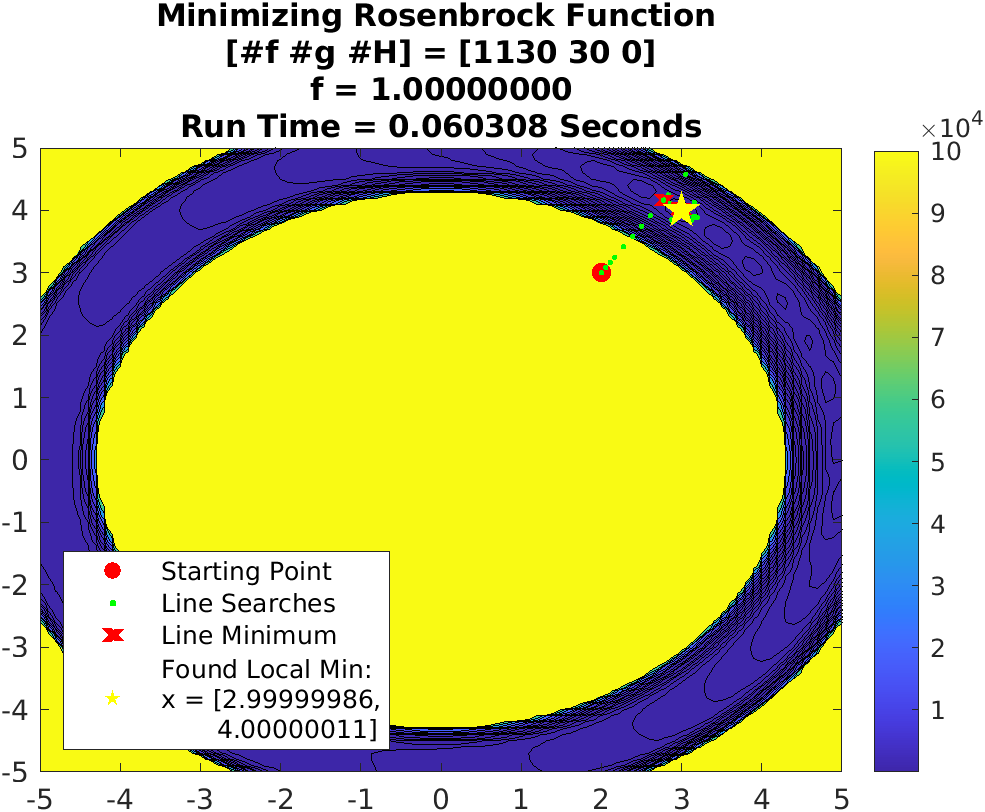 Minimizing Rosenbrock Function
[#f #g #H] = [1130 30 0]
f = 1.00000000
Run Time = 0.060308 Seconds
×10⁴
5
4
3
2
1
0
-1
-2
-3
-4
-5
-5 -4 -3 -2 -1 0 1 2 3 4 5
Starting Point
Line Searches
Line Minimum
Found Local Min:
x = [2.99999986,
4.00000011]
10
9
8
7
6
5
4
3
2
1